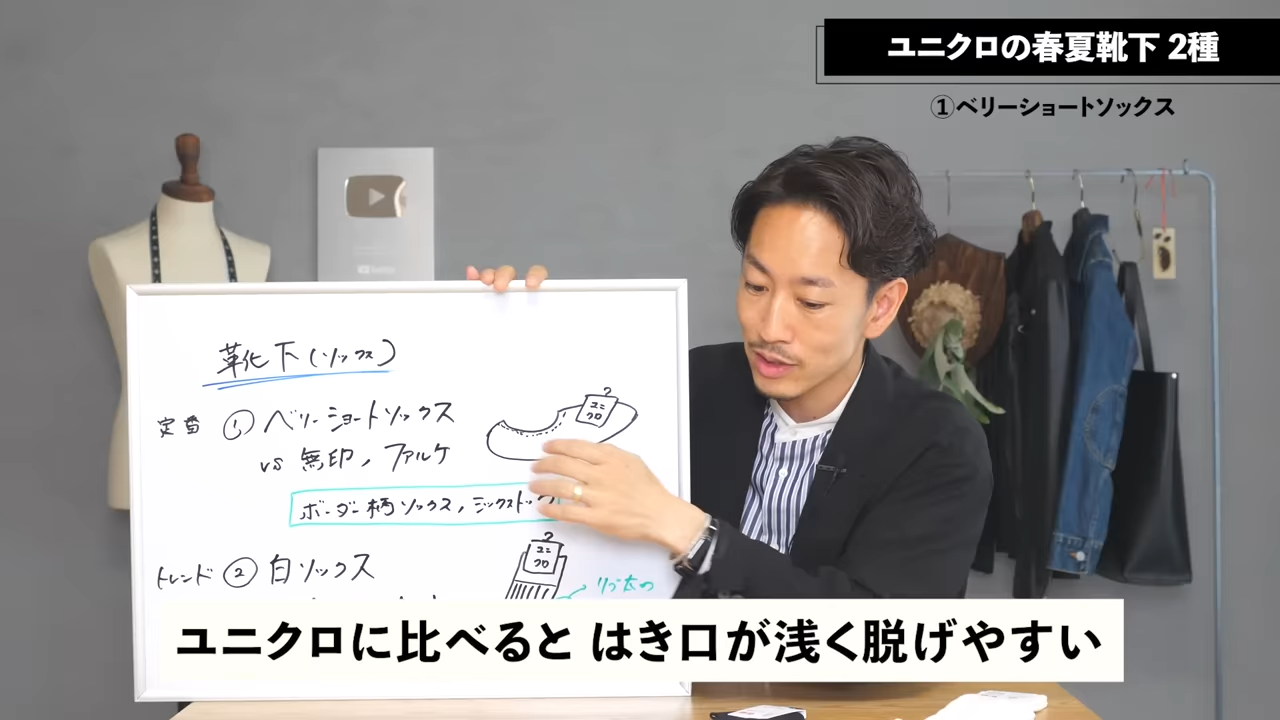 ユニクロの春夏靴下 2種
①ベリーショートソックス
靴下(ソックス)
定番 ①ベリーショートソックス
ユニクロ
vs 無印、ファルケ
ボーダー柄ソックス、ミックスドッグ
トレンド ②白ソックス
ユニクロ
リブ太め
ユニクロに比べると はき口が浅く脱げやすい